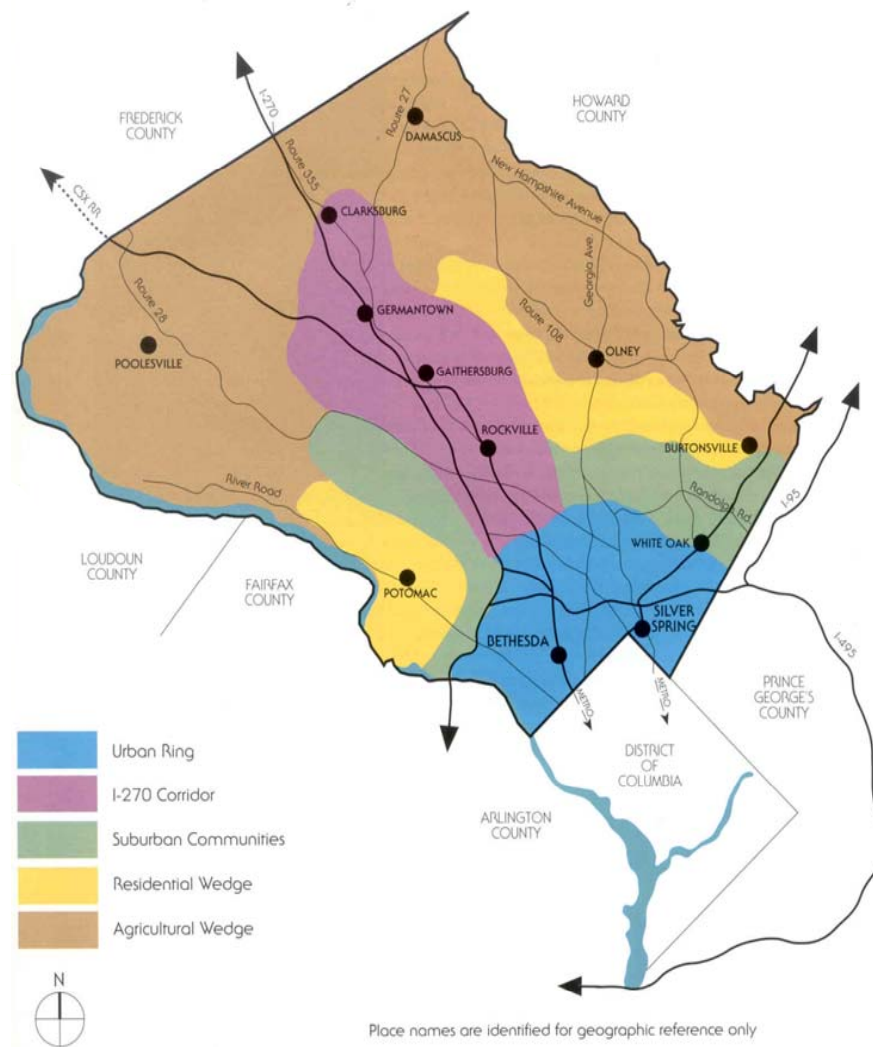 FREDERICK
COUNTY
HOWARD
COUNTY
I-270
Route 27
DAMASCUS
Route 355
CSX RR
New Hampshire Avenue
CLARKSBURG
Georgia Ave.
Route 28
GERMANTOWN
Route 108
POOLESVILLE
OLNEY
GAITHERSBURG
ROCKVILLE
BURTONSVILLE
River Road
Randolph Rd.
I-95
WHITE OAK
LOUDOUN
COUNTY
FAIRFAX
COUNTY
POTOMAC
SILVER
SPRING
BETHESDA
I-495
METRO
METRO
PRINCE
GEORGE'S
COUNTY
DISTRICT
OF
COLUMBIA
ARLINGTON
COUNTY
Urban Ring
I-270 Corridor
Suburban Communities
Residential Wedge
Agricultural Wedge
N
Place names are identified for geographic reference only